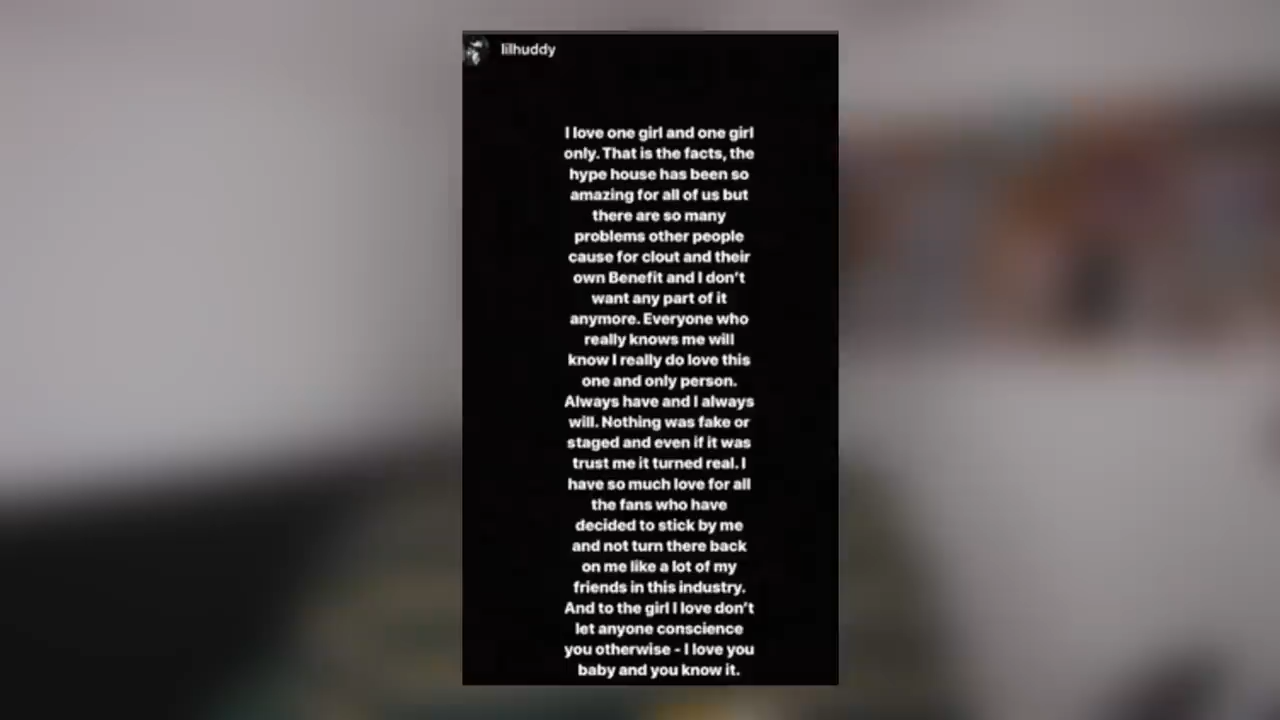 lilhuddy
I love one girl and one girl
only. That is the facts, the
hype house has been so
amazing for all of us but
there are so many
problems other people
cause for clout and their
own Benefit and I don't
want any part of it
anymore. Everyone who
really knows me will
know I really do love this
one and only person.
Always have and I always
will. Nothing was fake or
staged and even if it was
trust me it turned real. I
have so much love for all
the fans who have
decided to stick by me
and not turn there back
on me like a lot of my
friends in this industry.
And to the girl I love don't
let anyone conscience
you otherwise - I love you
baby and you know it.